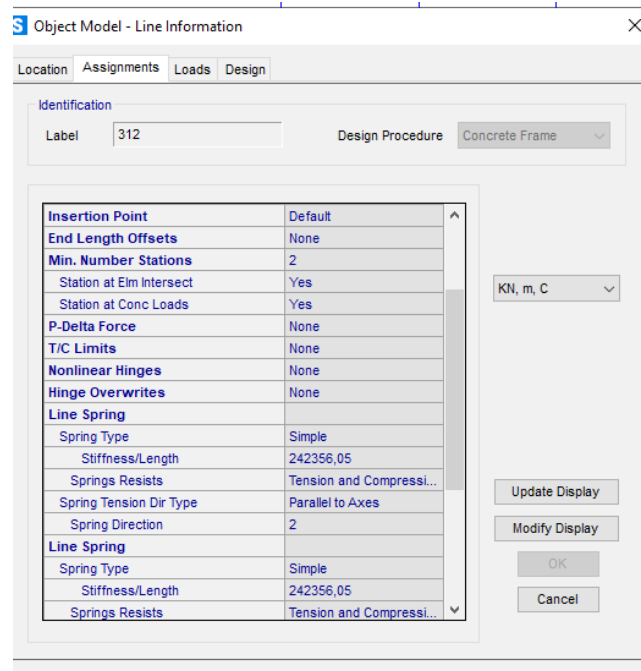 S Object Model - Line Information
Location Assignments Loads Design
Identification
Label 312 Design Procedure Concrete Frame
Insertion Point Default
End Length Offsets None
Min. Number Stations 2
Station at Elm Intersect Yes
Station at Conc Loads Yes
KN, m, C
P-Delta Force None
T/C Limits None
Nonlinear Hinges None
Hinge Overwrites None
Line Spring
Spring Type Simple
Stiffness/Length 242356,05
Springs Resists Tension and Compressi...
Spring Tension Dir Type Parallel to Axes
Spring Direction 2
Line Spring
Spring Type Simple
Stiffness/Length 242356,05
Springs Resists Tension and Compressi...
Update Display
Modify Display
OK
Cancel